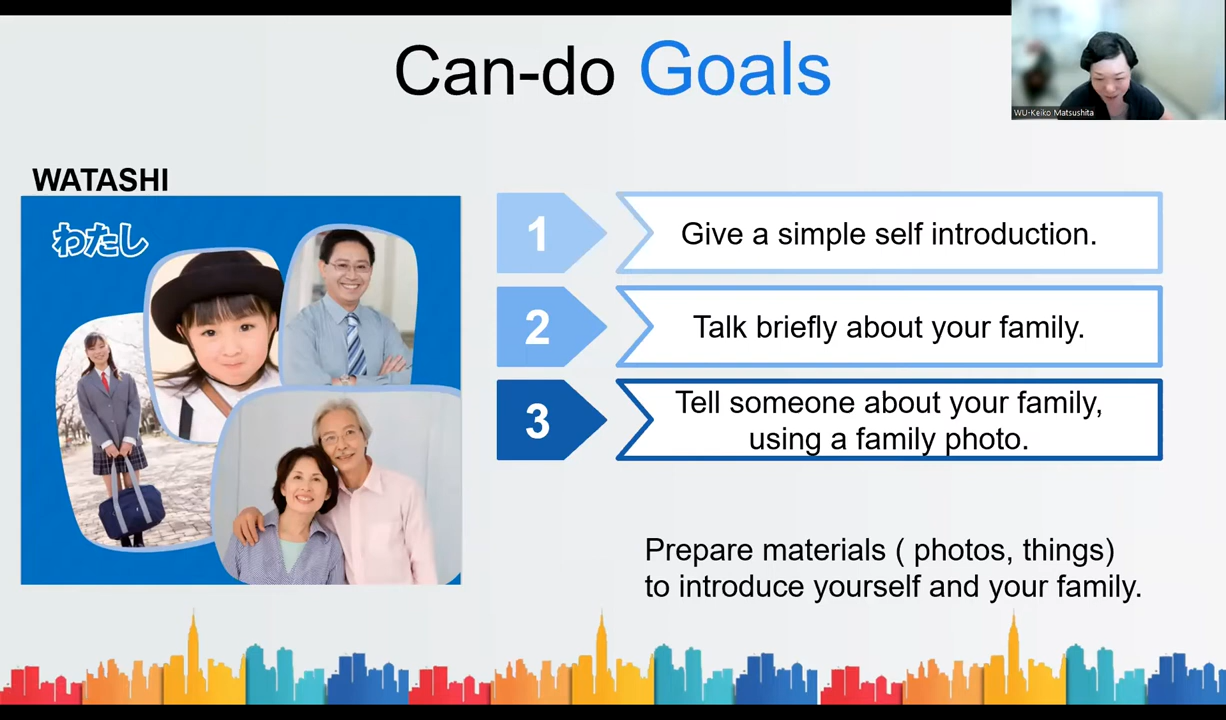 Can-do Goals
WU-Keiko Matsushita
WATASHI
わたし
1
Give a simple self introduction.
2
Talk briefly about your family.
3
Tell someone about your family,
using a family photo.
Prepare materials ( photos, things)
to introduce yourself and your family.